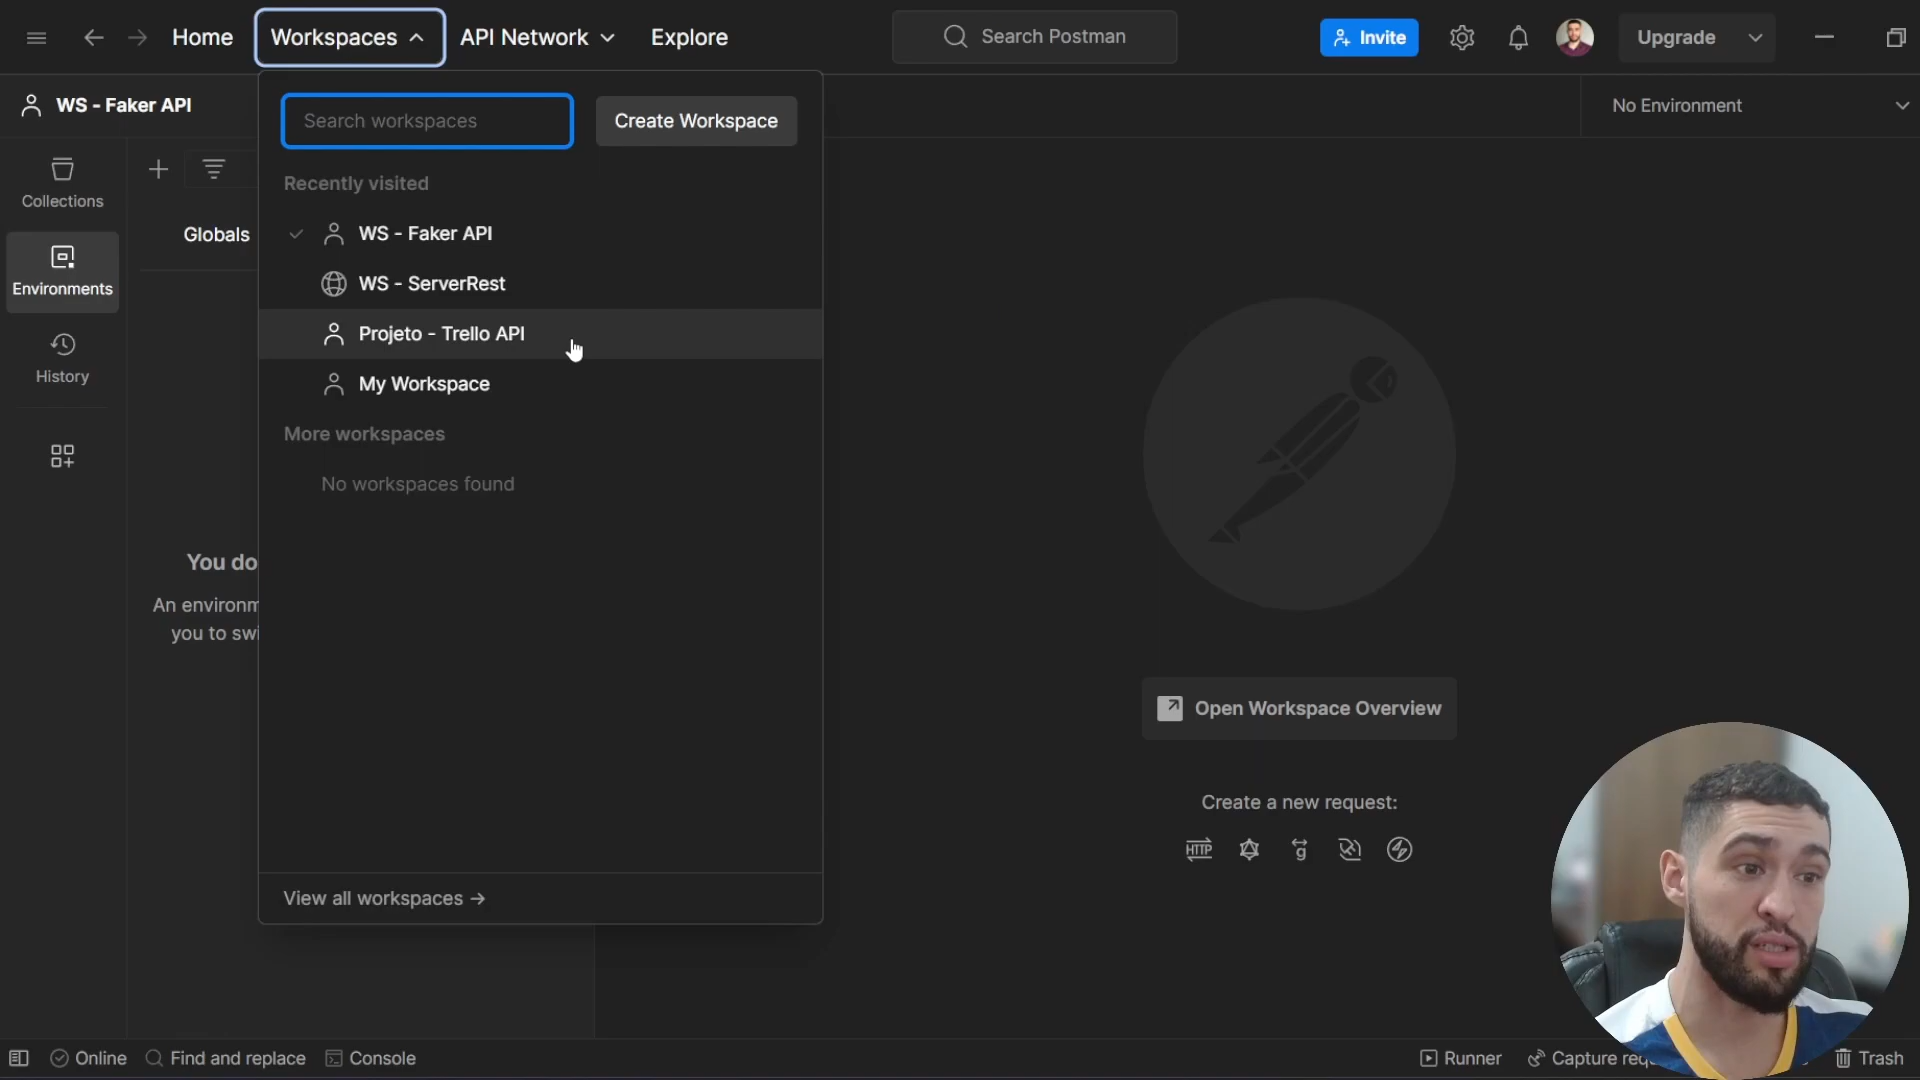 Home
Workspaces
API Network
Explore
Search Postman
Invite
Upgrade
WS - Faker API
No Environment
Search workspaces
Create Workspace
Collections
Environments
History
Globals
Recently visited
WS - Faker API
WS - ServerRest
Projeto - Trello API
My Workspace
More workspaces
No workspaces found
You do
An environm
you to swi
View all workspaces →
Open Workspace Overview
Create a new request:
HTTP
g
Online
Find and replace
Console
Runner
Capture req
Trash